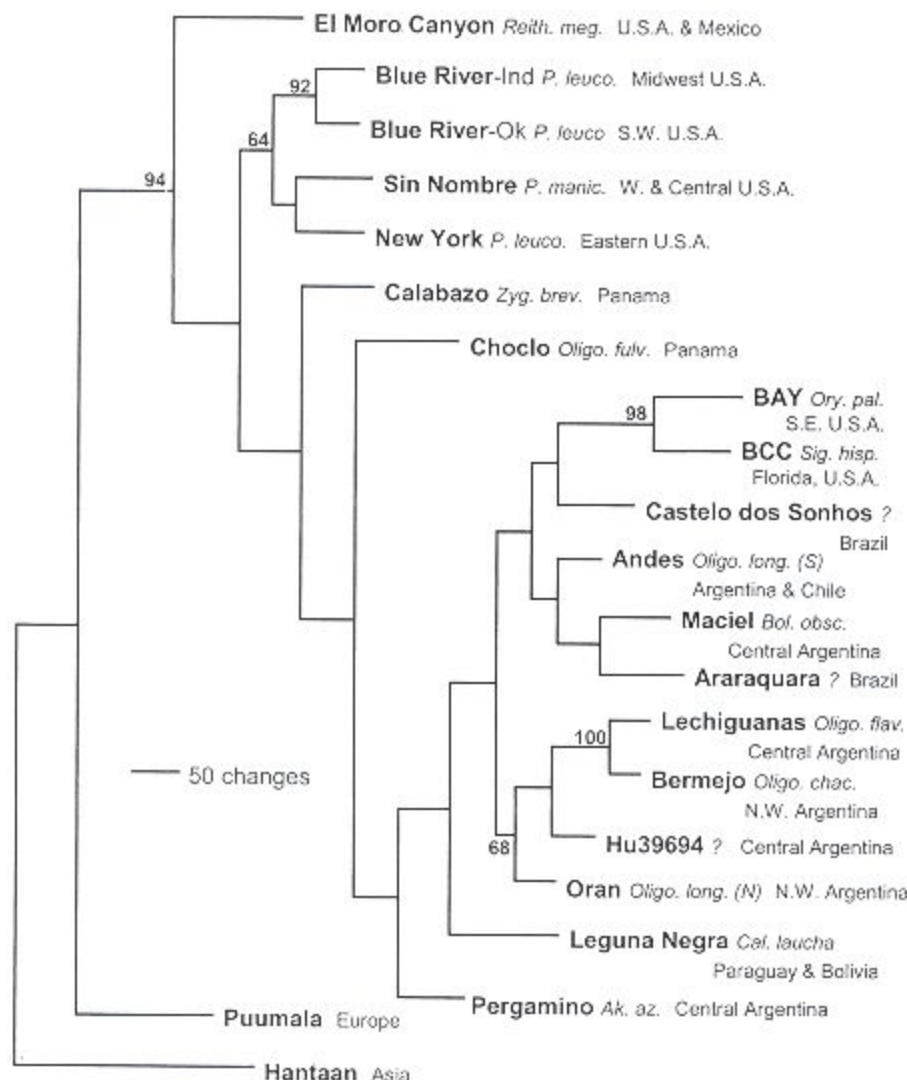 El Moro Canyon Reith. meg. U.S.A. & Mexico
92
Blue River-Ind P. leuco. Midwest U.S.A.
Blue River-Ok P. leuco S.W. U.S.A.
64
94
Sin Nombre P. manic. W. & Central U.S.A.
New York P. leuco. Eastern U.S.A.
Calabazo Zyg. brev. Panama
Choclo Oligo. fulv. Panama
98
BAY Ory. pal.
S.E. U.S.A.
BCC Sig. hisp.
Florida, U.S.A.
Castelo dos Sonhos ?
Brazil
Andes Oligo. long. (S)
Argentina & Chile
Maciel Bol. obsc.
Central Argentina
Araraquara ? Brazil
Lechiguanas Oligo. flav.
Central Argentina
100
50 changes
Bermejo Oligo. chac.
N.W. Argentina
68
Hu39694 ? Central Argentina
Oran Oligo. long. (N) N.W. Argentina
Leguna Negra Cal. laucha
Paraguay & Bolivia
Pergamino Ak. az. Central Argentina
Puumala Europe
Hantaan Asia